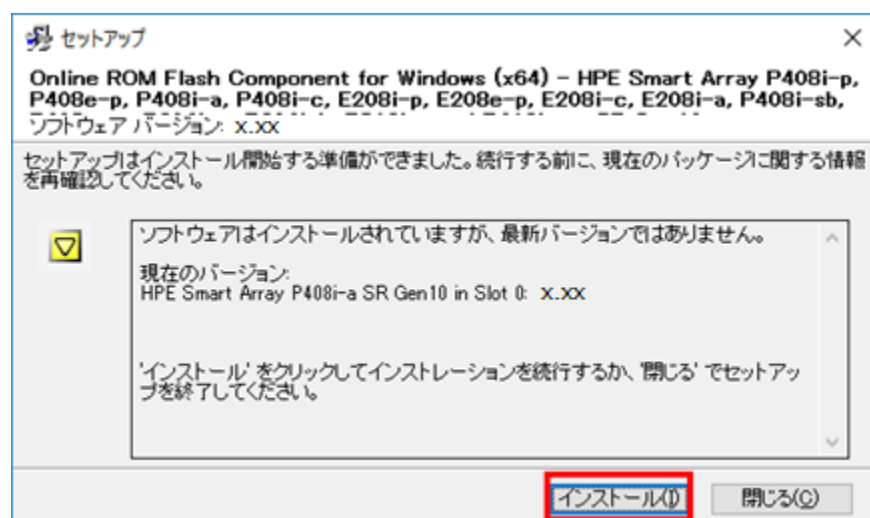 セットアップ
Online ROM Flash Component for Windows (x64) - HPE Smart Array P408i-p,
P408e-p, P408i-a, P408i-c, E208i-p, E208e-p, E208i-c, E208i-a, P408i-sb,
ソフトウェア バージョン: x.xx
セットアップはインストール開始する準備ができました。続行する前に、現在のパッケージに関する情報
を再確認してください。
ソフトウェアはインストールされていますが、最新バージョンではありません。
現在のバージョン:
HPE Smart Array P408i-a SR Gen10 in Slot 0: X.XX
'インストール' をクリックしてインストレーションを続行するか、'閉じる' でセットアッ
プを終了してください。
インストール(I)
閉じる(C)